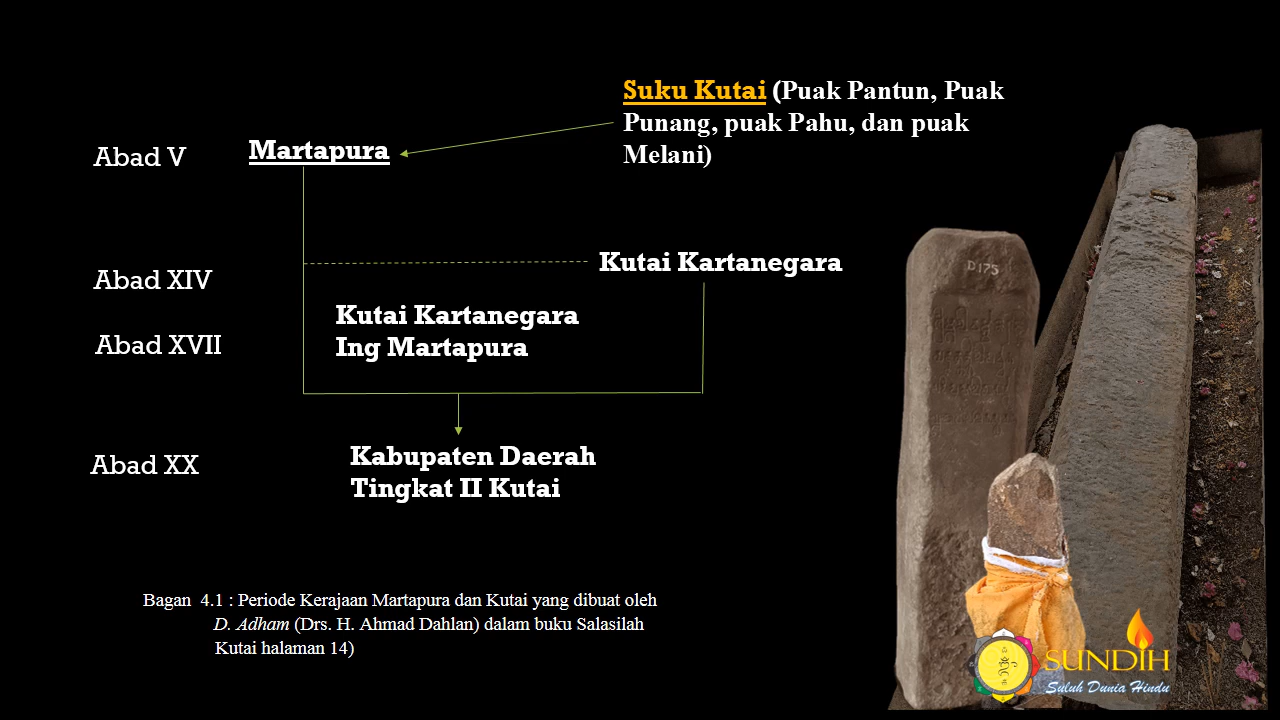 Suku Kutai (Puak Pantun, Puak
Punang, puak Pahu, dan puak
Melani)
Abad V
Martapura
Abad XIV
Kutai Kartanegara
Abad XVII
Kutai Kartanegara
Ing Martapura
Abad XX
Kabupaten Daerah
Tingkat II Kutai
Bagan 4.1 : Periode Kerajaan Martapura dan Kutai yang dibuat oleh
D. Adham (Drs. H. Ahmad Dahlan) dalam buku Salasilah
Kutai halaman 14)
D175
SUNDIH
Suluh Dunia Hindu